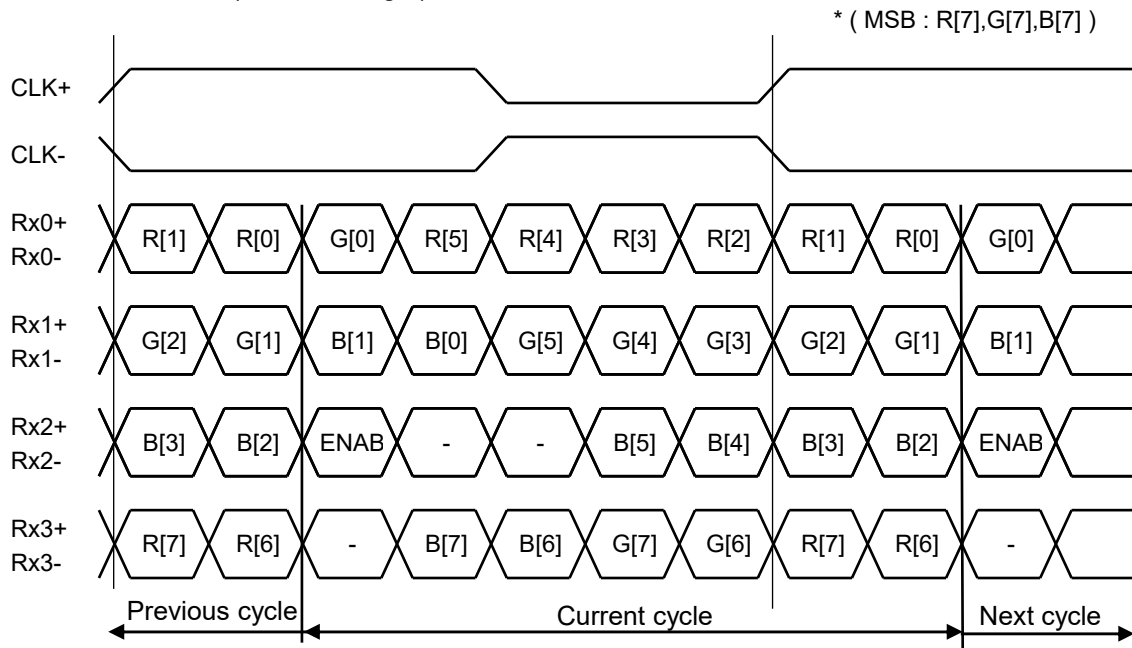 * ( MSB : R[7],G[7],B[7] )
CLK+
CLK-
Rx0+
Rx0-
R[1] R[0] G[0] R[5] R[4] R[3] R[2] R[1] R[0] G[0]
Rx1+
Rx1-
G[2] G[1] B[1] B[0] G[5] G[4] G[3] G[2] G[1] B[1]
Rx2+
Rx2-
B[3] B[2] ENAB - - B[5] B[4] B[3] B[2] ENAB
Rx3+
Rx3-
R[7] R[6] - B[7] B[6] G[7] G[6] R[7] R[6] -
Previous cycle Current cycle Next cycle